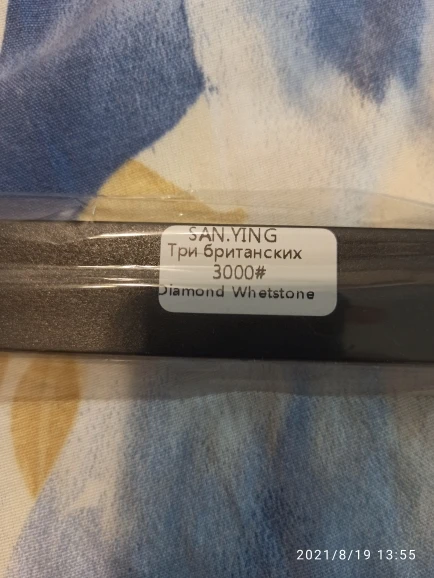 SAN.YING
Три британских
3000#
Diamond Whetstone
2021/8/19 13:55